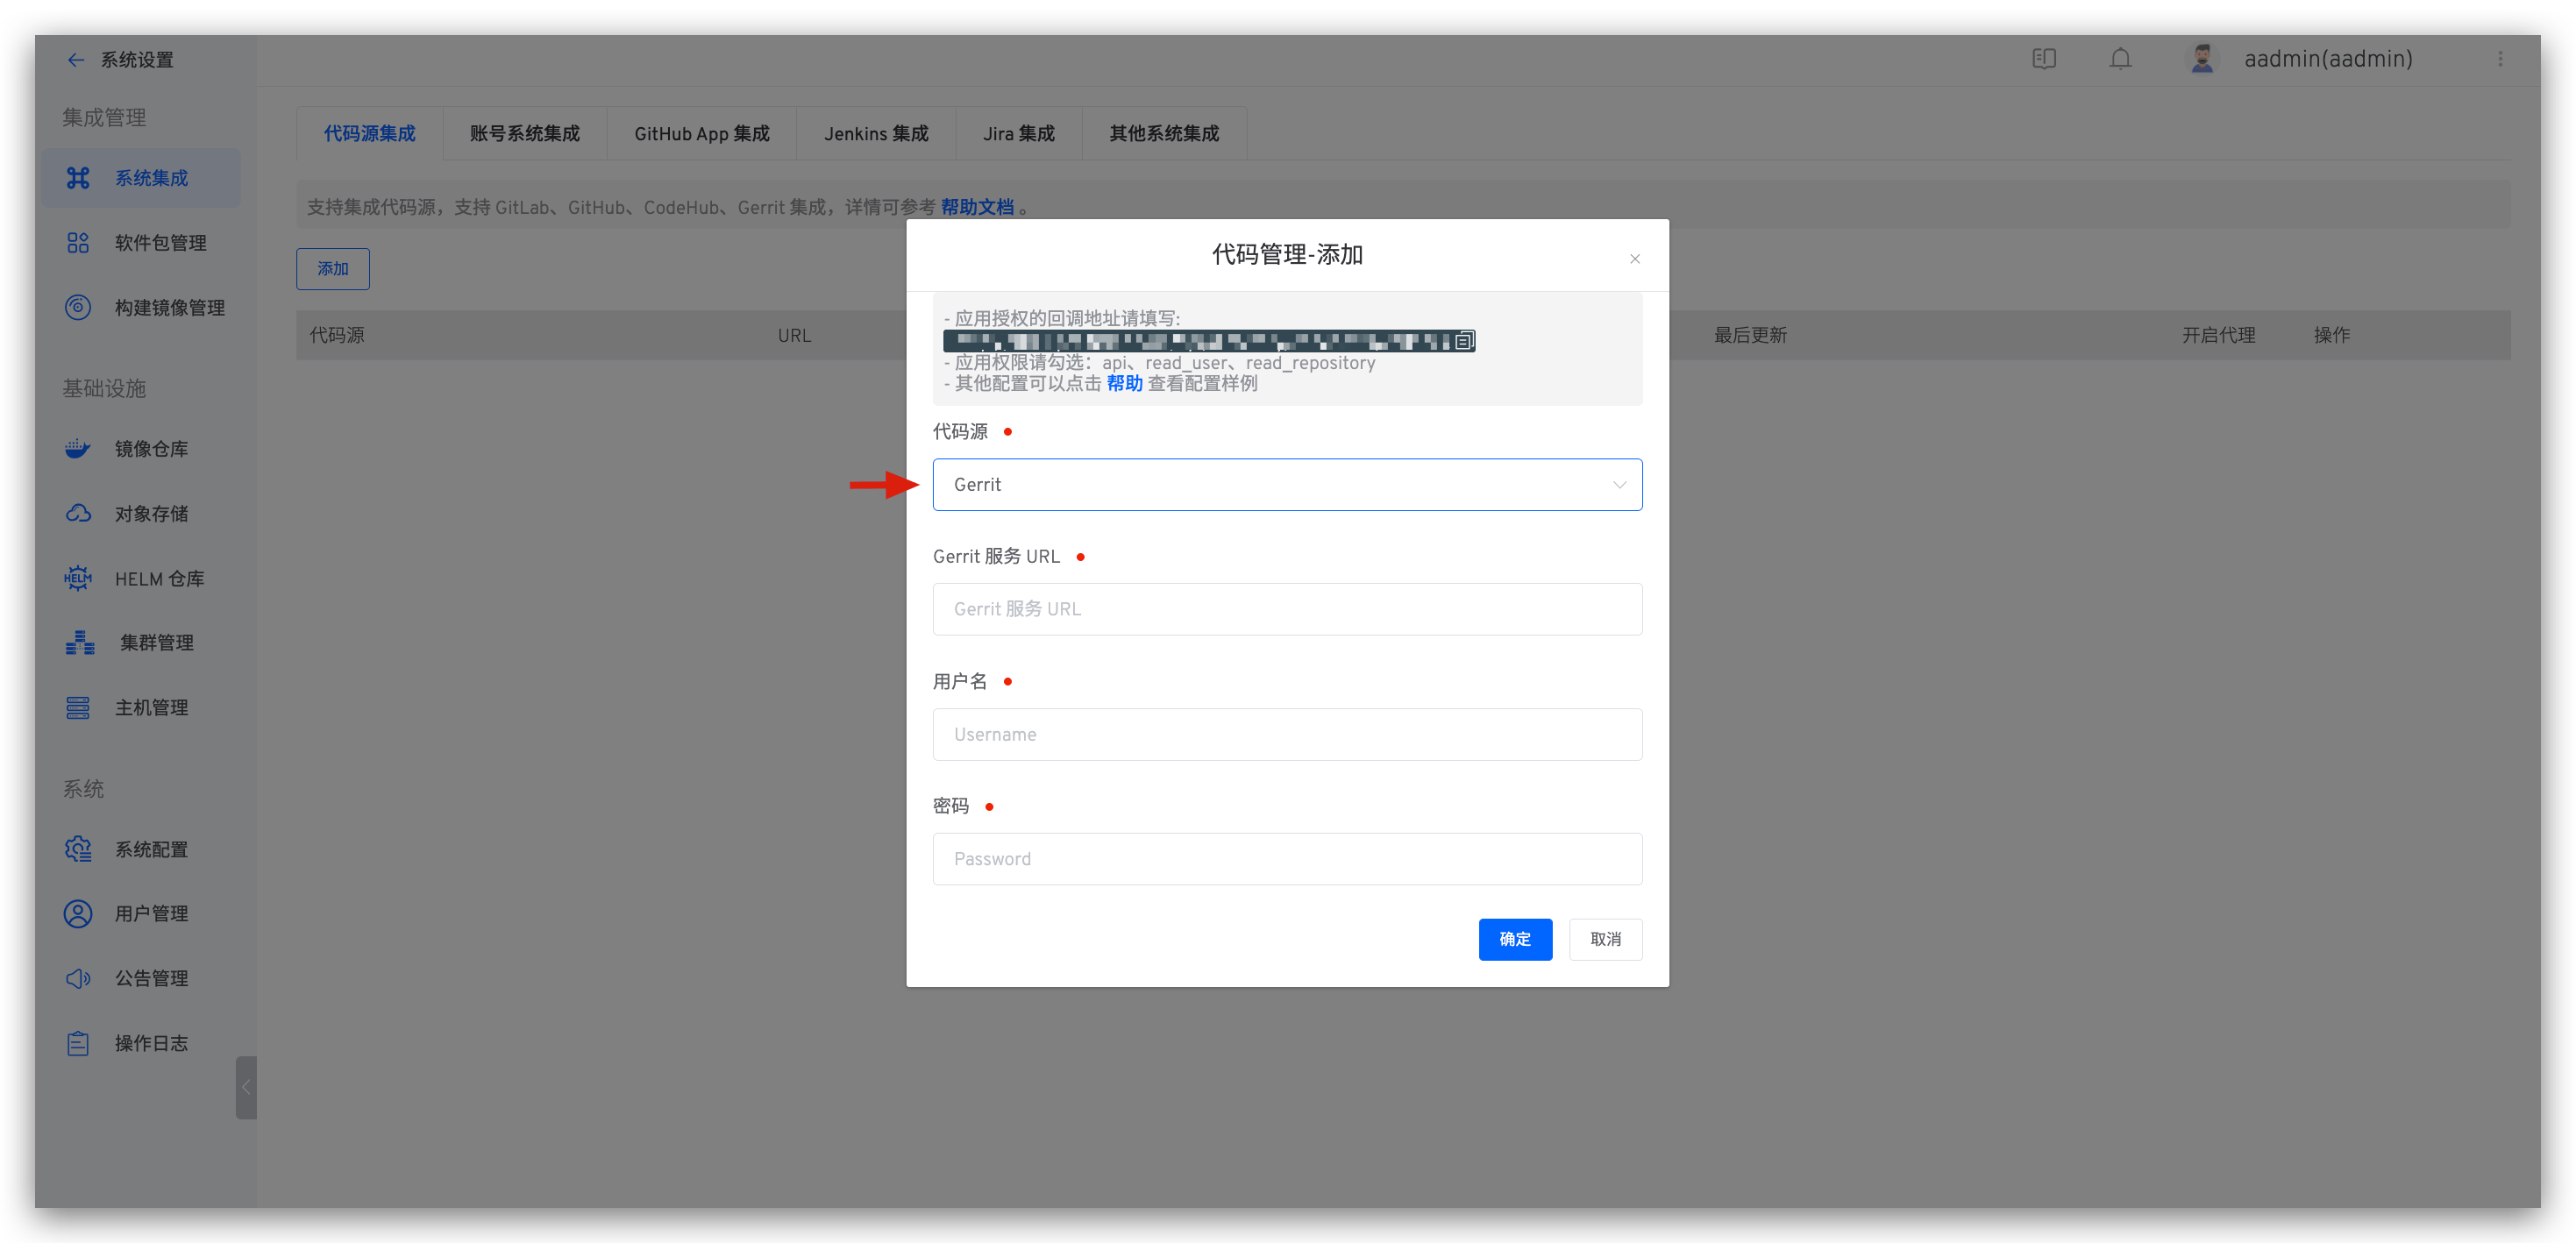 系统设置
aadmin(aadmin)
集成管理
系统集成
软件包管理
构建镜像管理
基础设施
镜像仓库
对象存储
HELM
HELM 仓库
集群管理
主机管理
系统
系统配置
用户管理
公告管理
操作日志
代码源集成
账号系统集成
GitHub App 集成
Jenkins 集成
Jira 集成
其他系统集成
支持集成代码源，支持 GitLab、GitHub、CodeHub、Gerrit 集成，详情可参考 帮助文档 。
添加
代码源
URL
最后更新
开启代理
操作
代码管理-添加
- 应用授权的回调地址请填写:
- 应用权限请勾选：api、read_user、read_repository
- 其他配置可以点击 帮助 查看配置样例
代码源
Gerrit
Gerrit 服务 URL
Gerrit 服务 URL
用户名
Username
密码
Password
确定
取消